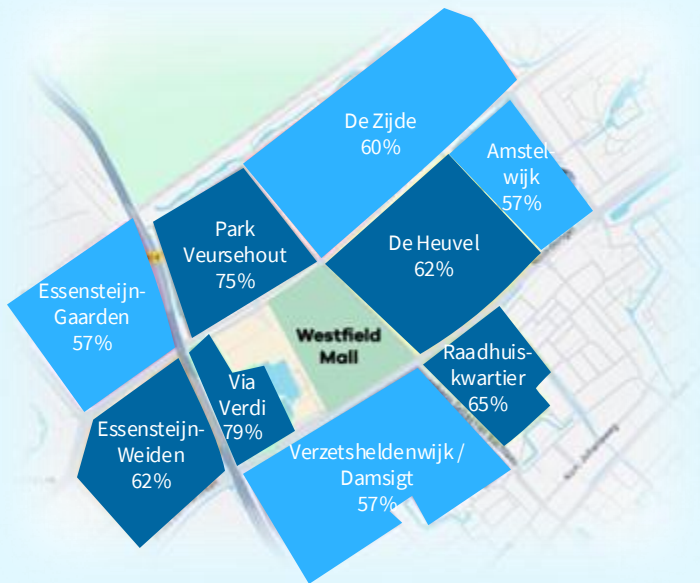 De Zijde
60%
Amstel-
wijk
57%
Park
Veursehout
75%
De Heuvel
62%
Essensteijn-
Gaarden
57%
Westfield
Mall
Raadhuis-
kwartier
65%
Via
Verdi
79%
Essensteijn-
Weiden
62%
Verzetsheldenwijk /
Damsigt
57%